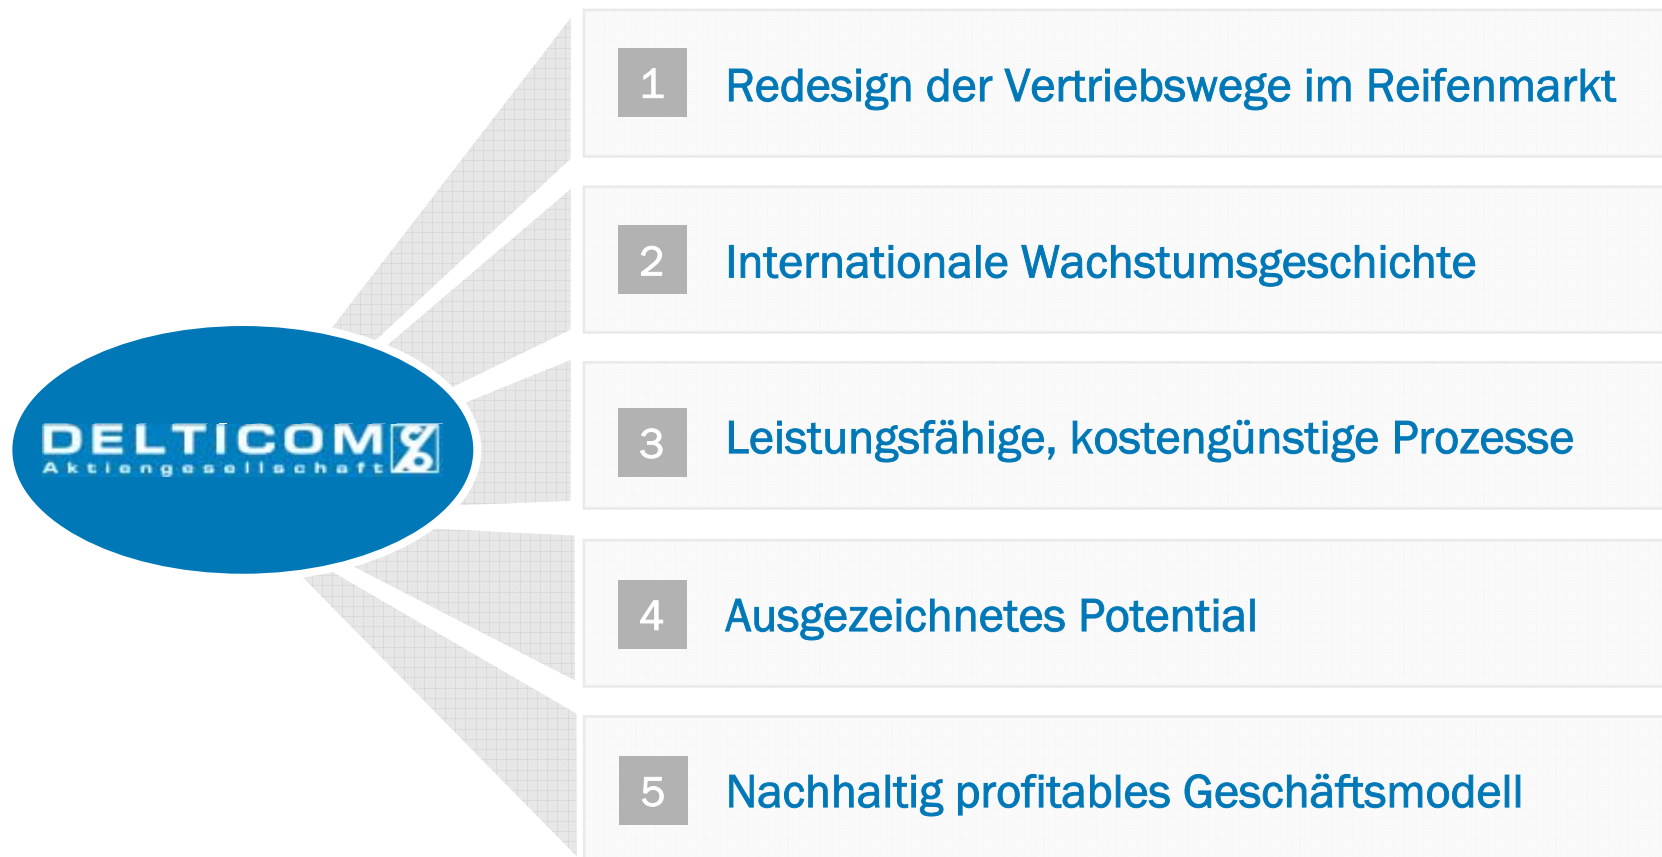 1 Redesign der Vertriebswege im Reifenmarkt
2 Internationale Wachstumsgeschichte
DELTICOM
Aktiengesellschaft
3 Leistungsfähige, kostengünstige Prozesse
4 Ausgezeichnetes Potential
5 Nachhaltig profitables Geschäftsmodell